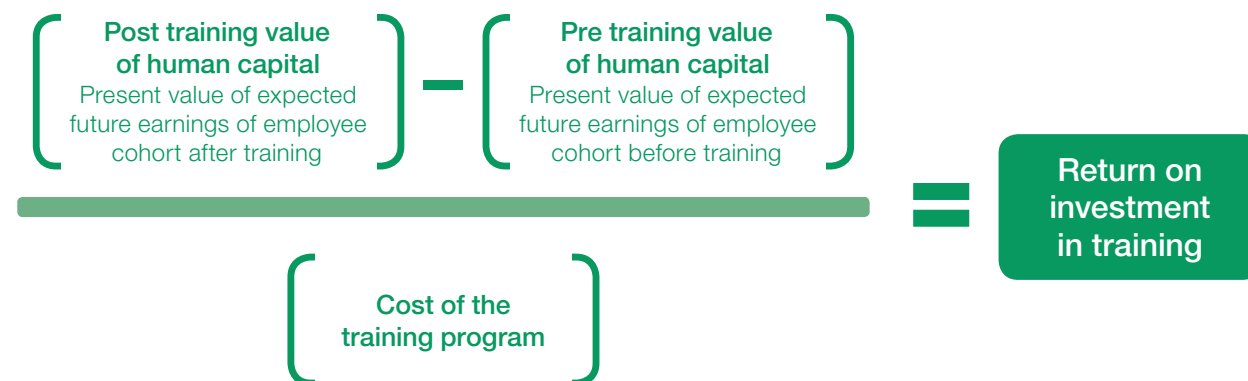 Post training value
of human capital
Present value of expected
future earnings of employee
cohort after training
Pre training value
of human capital
Present value of expected
future earnings of employee
cohort before training
Return on
investment
in training
Cost of the
training program